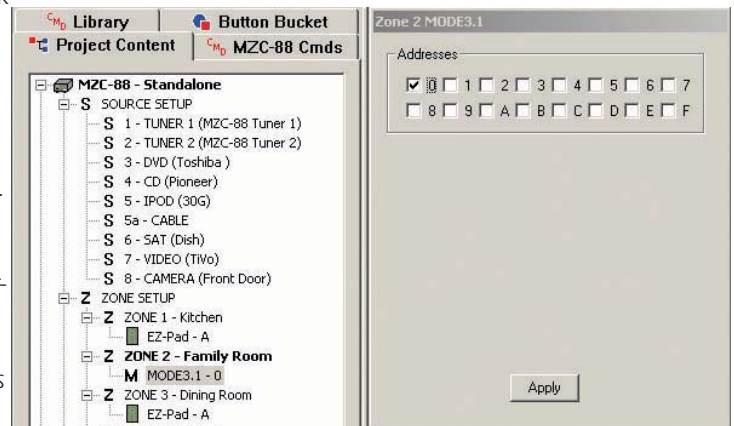 CMD Library
Button Bucket
Project Content
CMD MZC-88 Cmds
MZC-88 - Standalone
S SOURCE SETUP
S 1 - TUNER 1 (MZC-88 Tuner 1)
S 2 - TUNER 2 (MZC-88 Tuner 2)
S 3 - DVD (Toshiba )
S 4 - CD (Pioneer)
S 5 - IPOD (30G)
S 5a - CABLE
S 6 - SAT (Dish)
S 7 - VIDEO (TiVo)
S 8 - CAMERA (Front Door)
Z ZONE SETUP
Z ZONE 1 - Kitchen
EZ-Pad - A
Z ZONE 2 - Family Room
M MODE3.1 - 0
Z ZONE 3 - Dining Room
EZ-Pad - A
Zone 2 MODE3.1
Addresses
0 1 2 3 4 5 6 7
8 9 A B C D E F
Apply